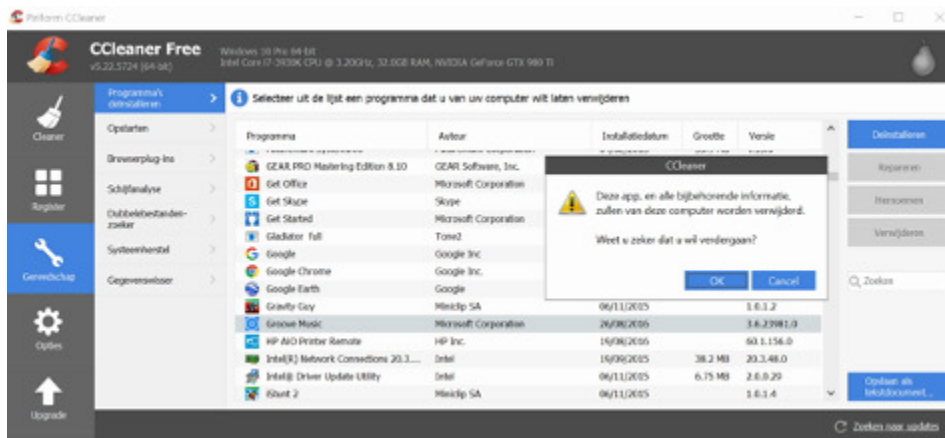 Piriform CCleaner
CCleaner Free
v5.22.5724 (64-bit)
Windows 10 Pro 64-bit
Intel Core i7-3930K CPU @ 3.20GHz, 32.0GB RAM, NVIDIA GeForce GTX 980 Ti
Cleaner
Register
Gereedschap
Opties
Upgrade
Programma's
deïnstalleren
Opstarten
Browserplug-ins
Schijfanalyse
Dubbelebestanden-
zoeker
Systeemherstel
Gegevenswisser
Selecteer uit de lijst een programma dat u van uw computer wilt laten verwijderen
Programma Auteur Installatiedatum Grootte Versie
GEAR PRO Mastering Edition 8.10 GEAR Software, Inc.
Get Office Microsoft Corporation
Get Skype Skype
Get Started Microsoft Corporation
Gladiator Full Tone2
Google Google Inc
Google Chrome Google Inc.
Google Earth Google
Gravity Guy Miniclip SA 06/11/2015 1.0.1.2
Groove Music Microsoft Corporation 26/08/2016 3.6.23981.0
HP AIO Printer Remote HP Inc. 19/08/2016 60.1.156.0
Intel(R) Network Connections 20.3.... Intel 19/09/2015 38.2 MB 20.3.48.0
Intel® Driver Update Utility Intel 06/11/2015 6.75 MB 2.0.0.29
iStunt 2 Miniclip SA 06/11/2015 1.0.1.4
CCleaner
Deze app, en alle bijbehorende informatie,
zullen van deze computer worden verwijderd.
Weet u zeker dat u wil verdergaan?
OK Cancel
Deïnstalleren
Repareren
Hernoemen
Verwijderen
Zoeken
Opslaan als
tekstdocument...
Zoeken naar updates